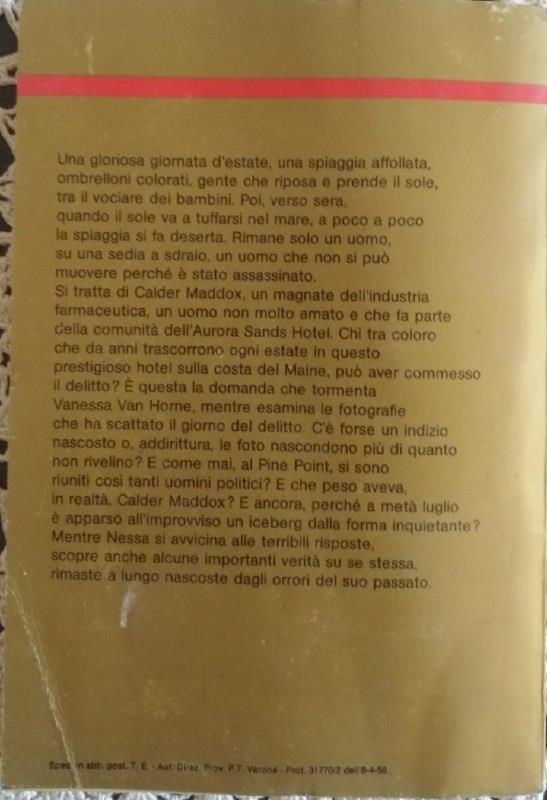 Una gloriosa giornata d'estate, una spiaggia affollata,
ombrelloni colorati, gente che riposa e prende il sole,
tra il vociare dei bambini. Poi, verso sera,
quando il sole va a tuffarsi nel mare, a poco a poco
la spiaggia si fa deserta. Rimane solo un uomo,
su una sedia a sdraio, un uomo che non si può
muovere perché è stato assassinato.
Si tratta di Calder Maddox, un magnate dell'industria
farmaceutica, un uomo non molto amato e che fa parte
della comunità dell'Aurora Sands Hotel. Chi tra coloro
che da anni trascorrono ogni estate in questo
prestigioso hotel sulla costa del Maine, può aver commesso
il delitto? È questa la domanda che tormenta
Vanessa Van Horne, mentre esamina le fotografie
che ha scattato il giorno del delitto. C'è forse un indizio
nascosto o, addirittura, le foto nascondono più di quanto
non rivelino? E come mai, al Pine Point, si sono
riuniti così tanti uomini politici? E che peso aveva,
in realtà, Calder Maddox? E ancora, perché a metà luglio
è apparso all'improvviso un iceberg dalla forma inquietante?
Mentre Nessa si avvicina alle terribili risposte,
scopre anche alcune importanti verità su se stessa,
rimaste a lungo nascoste dagli orrori del suo passato.
Sped. in abb. post. T. E. - Aut. Direz. Prov. P.T. Verona - Prot. 31770/2 dell'8-4-58